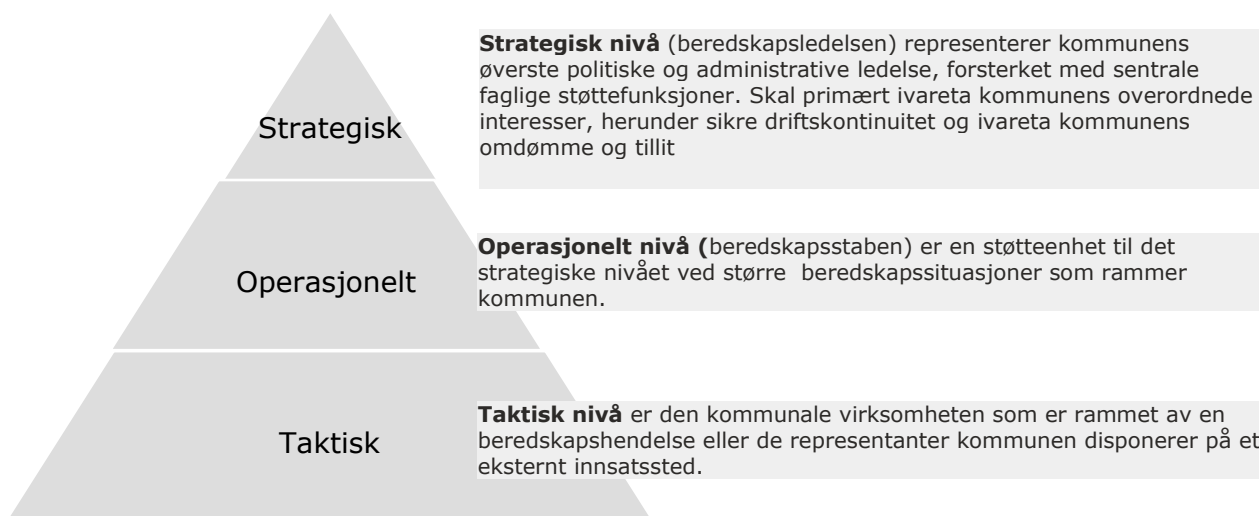 Strategisk
Strategisk nivå (beredskapsledelsen) representerer kommunens
øverste politiske og administrative ledelse, forsterket med sentrale
faglige støttefunksjoner. Skal primært ivareta kommunens overordnede
interesser, herunder sikre driftskontinuitet og ivareta kommunens
omdømme og tillit
Operasjonelt
Operasjonelt nivå (beredskapsstaben) er en støtteenhet til det
strategiske nivået ved større  beredskapssituasjoner som rammer
kommunen.
Taktisk
Taktisk nivå er den kommunale virksomheten som er rammet av en
beredskapshendelse eller de representanter kommunen disponerer på et
eksternt innsatssted.